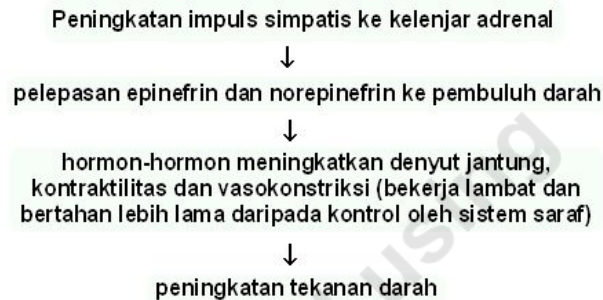 Peningkatan impuls simpatis ke kelenjar adrenal
↓
pelepasan epinefrin dan norepinefrin ke pembuluh darah
↓
hormon-hormon meningkatkan denyut jantung,
kontraktilitas dan vasokonstriksi (bekerja lambat dan
bertahan lebih lama daripada kontrol oleh sistem saraf)
↓
peningkatan tekanan darah